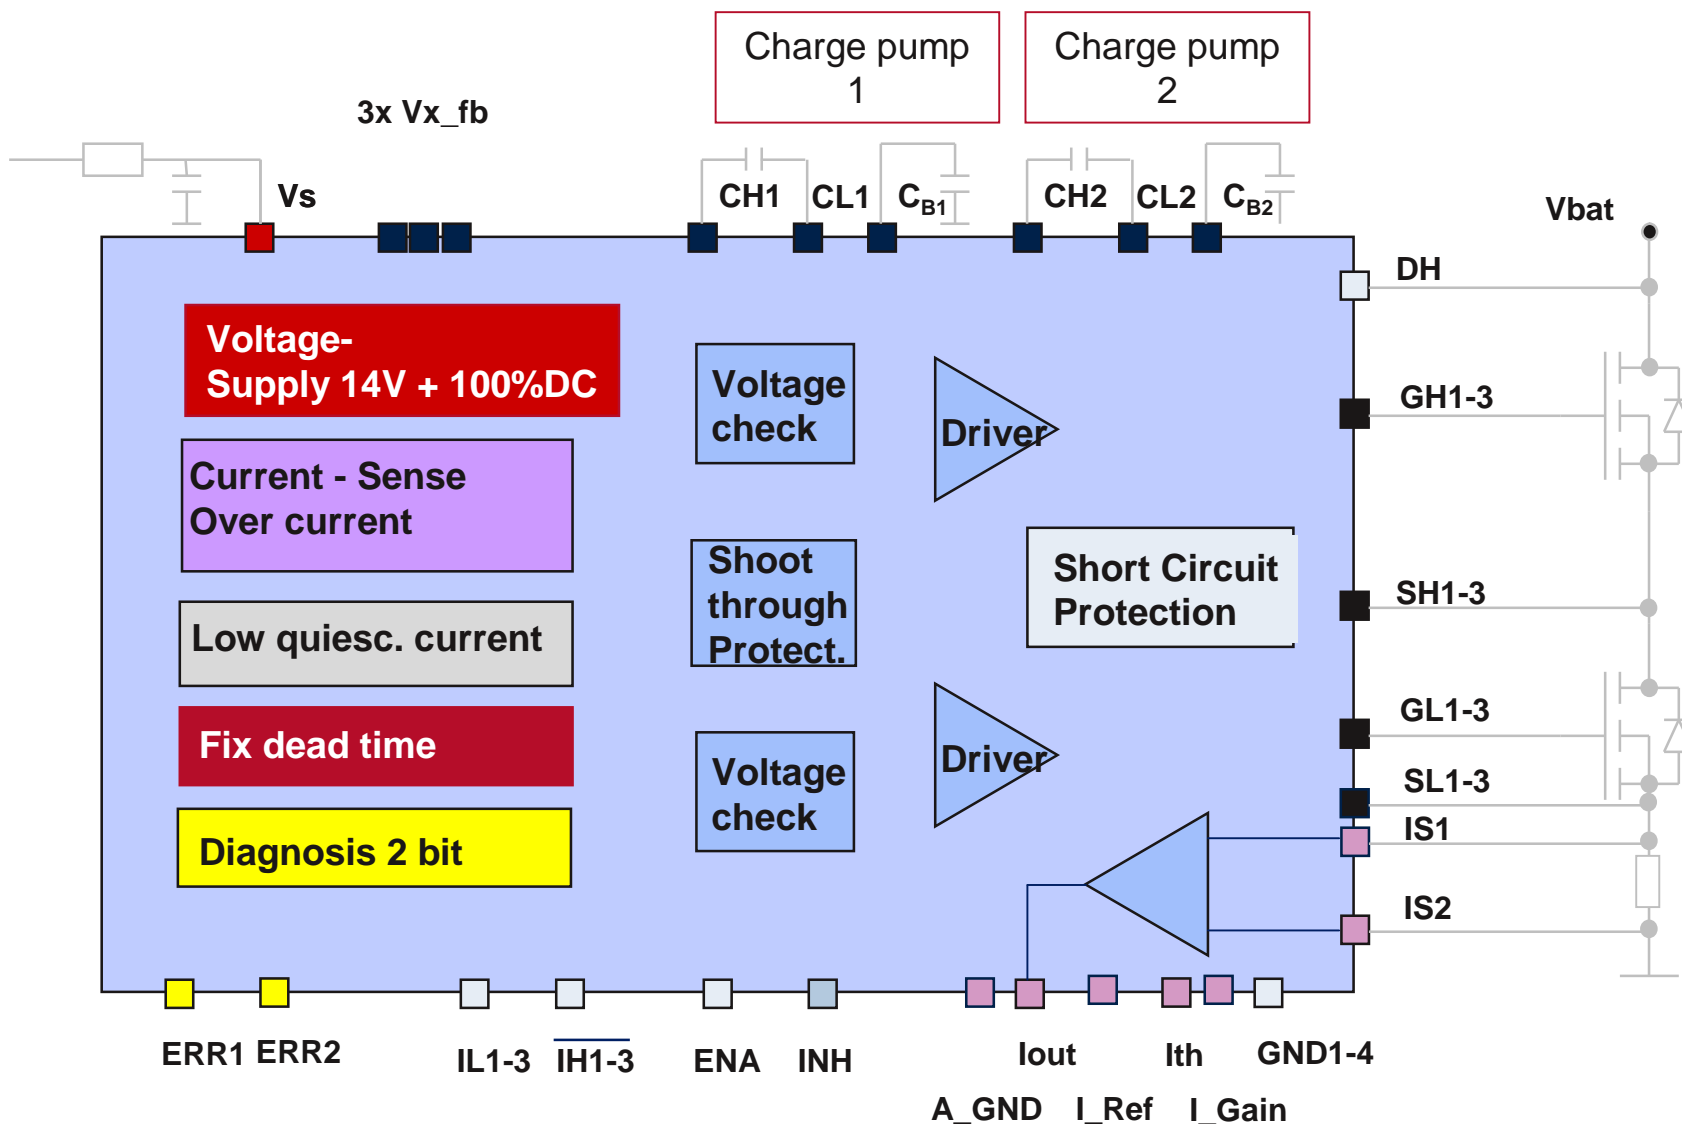 Charge pump
1
Charge pump
2
3x Vx_fb
Vs
CH1
CL1
CB1
CH2
CL2
CB2
Vbat
DH
Voltage-
Supply 14V + 100%DC
Voltage
check
Driver
GH1-3
Current - Sense
Over current
Shoot
through
Protect.
Short Circuit
Protection
SH1-3
Low quiesc. current
Fix dead time
Voltage
check
Driver
GL1-3
SL1-3
IS1
Diagnosis 2 bit
IS2
ERR1
ERR2
IL1-3
IH1-3
ENA
INH
Iout
Ith
GND1-4
A_GND
I_Ref
I_Gain